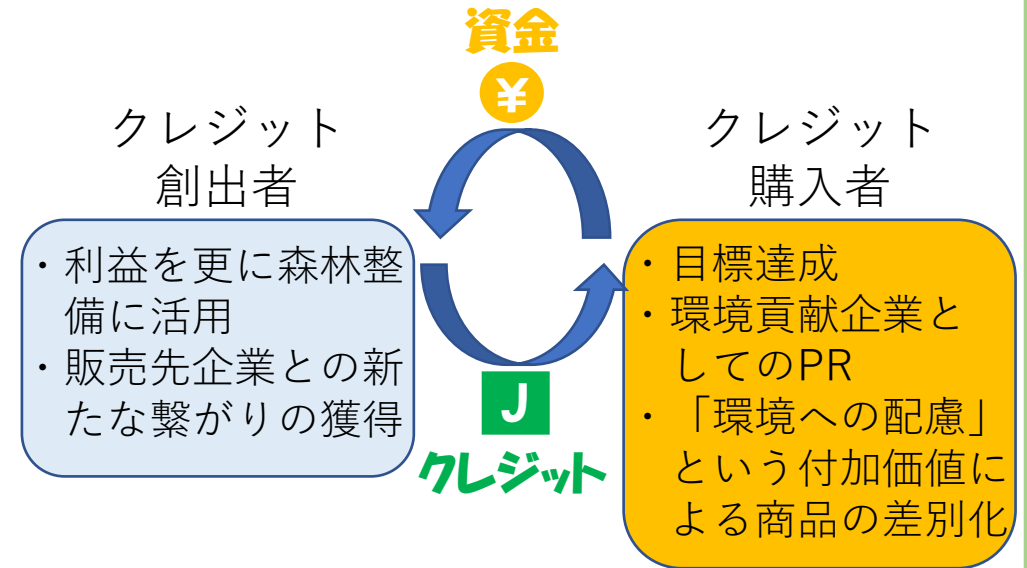 資金
¥
クレジット
創出者
・利益を更に森林整
備に活用
・販売先企業との新
たな繋がりの獲得
クレジット
購入者
・目標達成
・環境貢献企業と
してのPR
・「環境への配慮」
という付加価値に
よる商品の差別化
J
クレジット